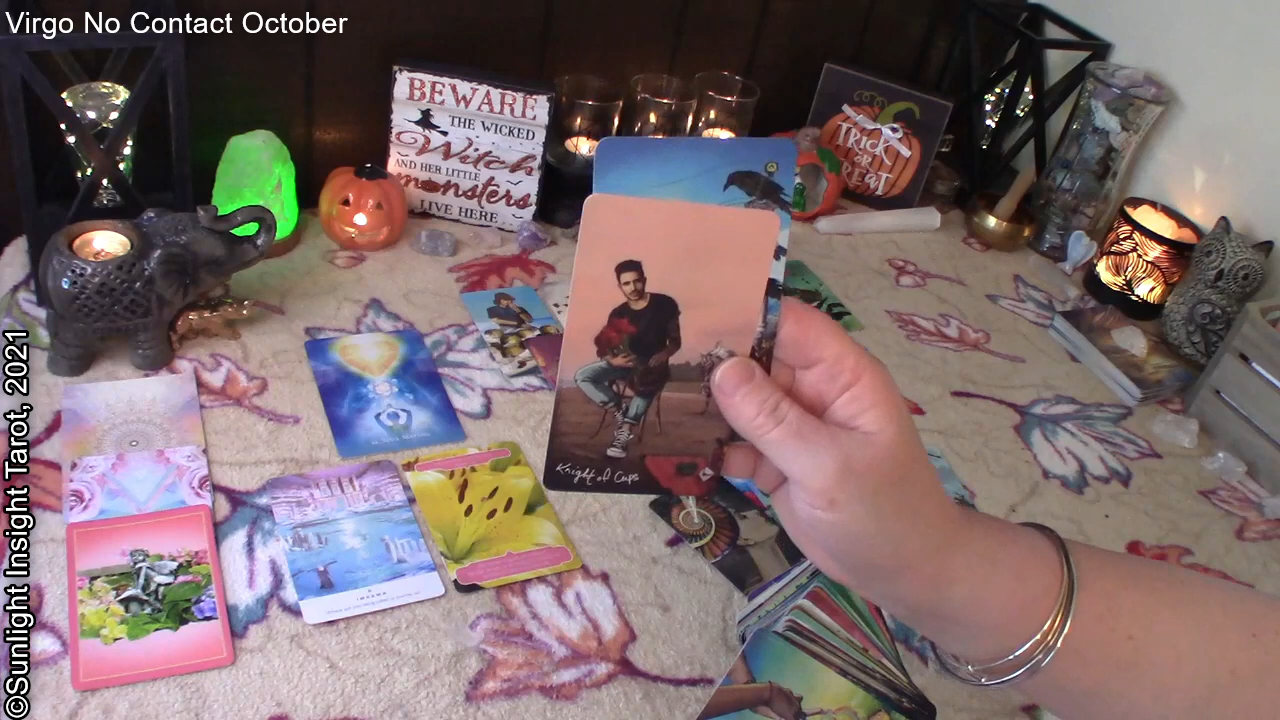 Virgo No Contact October
BEWARE
THE WICKED
Witch
AND HER LITTLE
monsters
LIVE HERE
TRICK
OR
TREAT
Knight of Cups
©Sunlight Insight Tarot, 2021